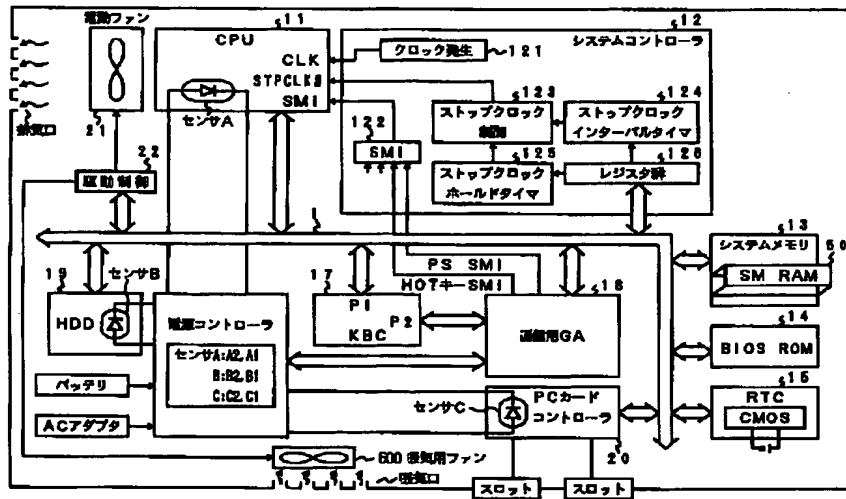 電動ファン
11
CPU
CLK
STPCLK#
SMI
センサA
12
システムコントローラ
クロック発生
121
123
ストップクロック
制御
124
ストップクロック
インターバルタイマ
122
SMI
125
ストップクロック
ホールドタイマ
126
レジスタ群
排気口
21
22
駆動制御
1
13
システムメモリ
50
SM RAM
PS SMI
HOTキーSMI
19
センサB
HDD
17
P1
P2
KBC
18
通信用GA
14
BIOS ROM
電源コントローラ
センサA:A2,A1
B:B2,B1
C:C2,C1
バッテリ
ACアダプタ
センサC
PCカード
コントローラ
20
15
RTC
CMOS
600 吸気用ファン
吸気口
スロット
スロット